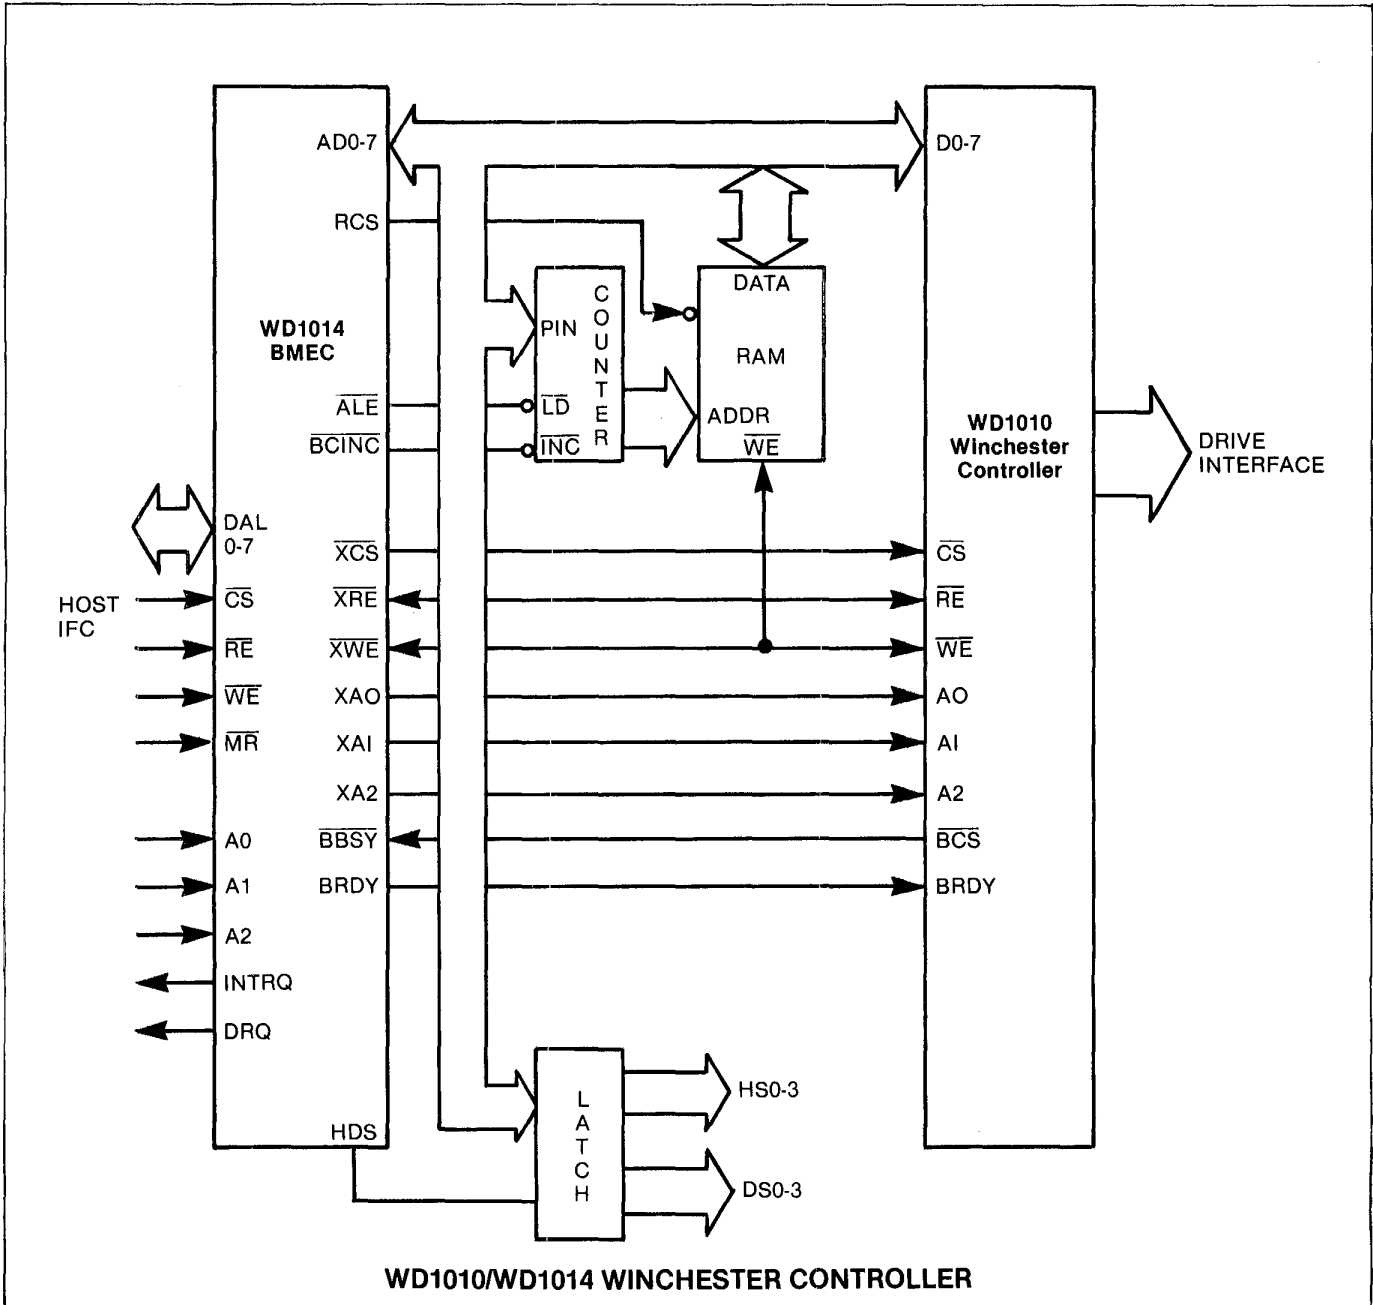 AD0-7
D0-7
RCS
DATA
COUNTER
PIN
WD1014
BMEC
RAM
ALE
LD
ADDR
BCINC
INC
WE
WD1010
Winchester
Controller
DRIVE
INTERFACE
DAL
0-7
XCS
CS
HOST
IFC
CS
XRE
RE
RE
XWE
WE
WE
XAO
AO
MR
XAI
AI
XA2
A2
A0
BBSY
BCS
A1
BRDY
BRDY
A2
INTRQ
DRQ
HDS
LATCH
HS0-3
DS0-3
WD1010/WD1014 WINCHESTER CONTROLLER